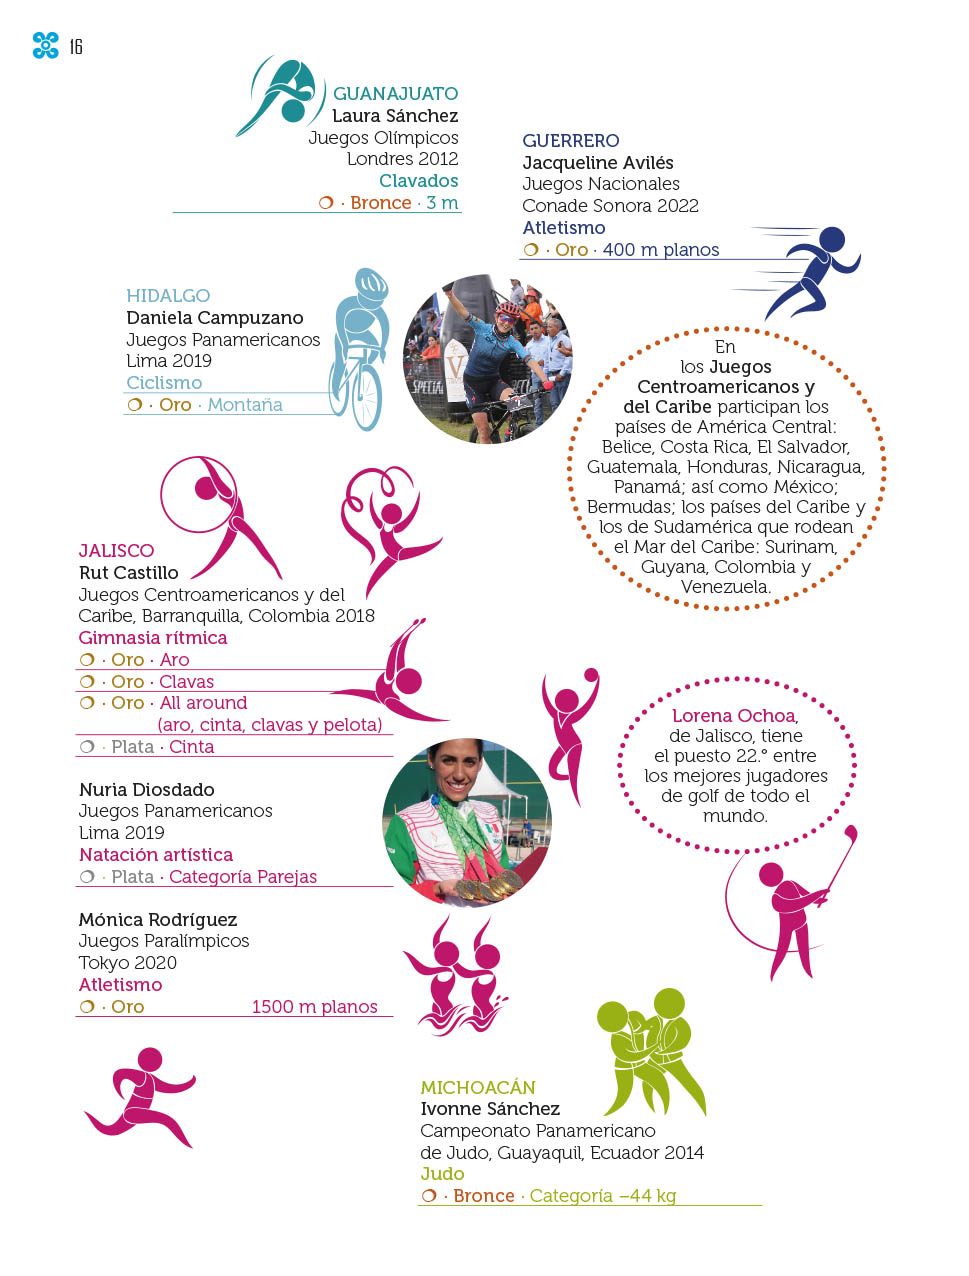 16
GUANAJUATO
Laura Sánchez
Juegos Olímpicos
Londres 2012
Clavados
· Bronce · 3 m
GUERRERO
Jacqueline Avilés
Juegos Nacionales
Conade Sonora 2022
Atletismo
· Oro · 400 m planos
HIDALGO
Daniela Campuzano
Juegos Panamericanos
Lima 2019
Ciclismo
· Oro · Montaña
En
los Juegos
Centroamericanos y
del Caribe participan los
países de América Central:
Belice, Costa Rica, El Salvador,
Guatemala, Honduras, Nicaragua,
Panamá; así como México;
Bermudas; los países del Caribe y
los de Sudamérica que rodean
el Mar del Caribe: Surinam,
Guyana, Colombia y
Venezuela.
JALISCO
Rut Castillo
Juegos Centroamericanos y del
Caribe, Barranquilla, Colombia 2018
Gimnasia rítmica
· Oro · Aro
· Oro · Clavas
· Oro · All around
(aro, cinta, clavas y pelota)
· Plata · Cinta
Lorena Ochoa,
de Jalisco, tiene
el puesto 22.° entre
los mejores jugadores
de golf de todo el
mundo.
Nuria Diosdado
Juegos Panamericanos
Lima 2019
Natación artística
· Plata · Categoría Parejas
Mónica Rodríguez
Juegos Paralímpicos
Tokyo 2020
Atletismo
· Oro 1500 m planos
MICHOACÁN
Ivonne Sánchez
Campeonato Panamericano
de Judo, Guayaquil, Ecuador 2014
Judo
· Bronce · Categoría –44 kg